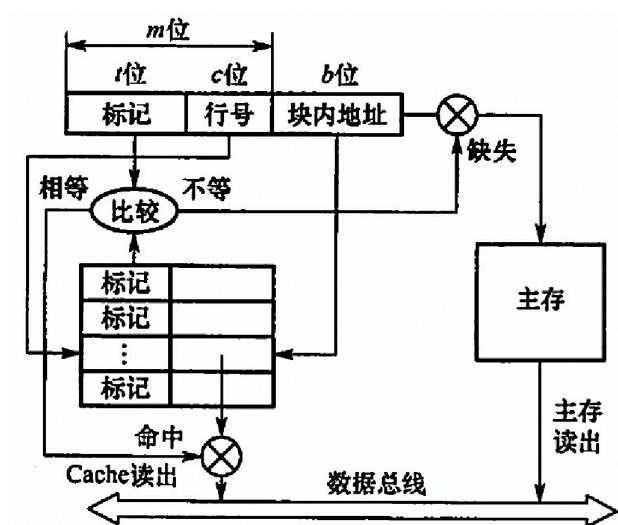 m位
t位 c位 b位
标记 行号 块内地址
缺失
相等 不等
比较
标记
标记
⋮
标记
主存
命中
Cache读出
主存
读出
数据总线